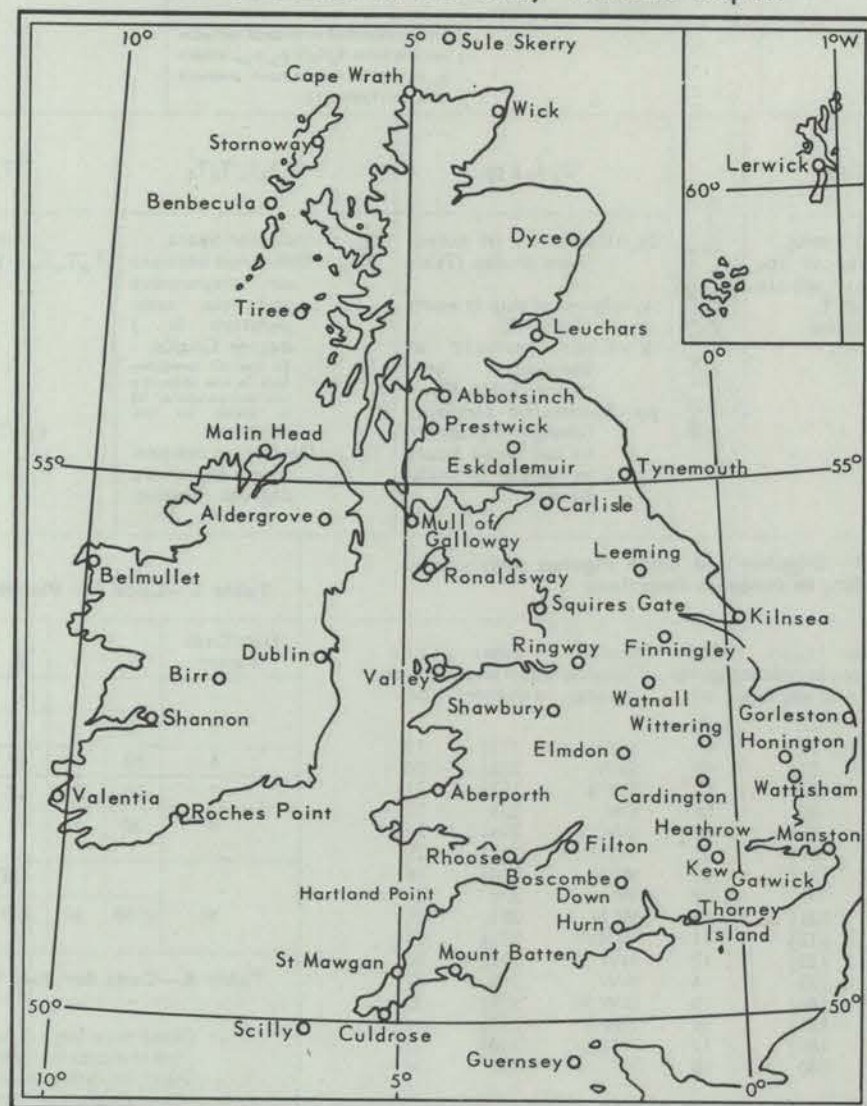 10°
5°
Sule Skerry
1°W
Cape Wrath
Wick
Stornoway
Lerwick
60°
Benbecula
Dyce
Tiree
Leuchars
0°
Abbotsinch
Prestwick
Malin Head
Eskdalemuir
Tynemouth
55°
55°
Carlisle
Aldergrove
Mull of
Galloway
Leeming
Belmullet
Ronaldsway
Squires Gate
Kilnsea
Finningley
Ringway
Dublin
Valley
Birr
Watnall
Shawbury
Wittering
Gorleston
Shannon
Honington
Elmdon
Aberporth
Cardington
Wattisham
Valentia
Roches Point
Heathrow
Manston
Rhoose
Filton
Kew
Boscombe
Down
Gatwick
Hartland Point
Thorney
Island
Hurn
St Mawgan
Mount Batten
50°
50°
Scilly
Culdrose
Guernsey
10°
5°
0°